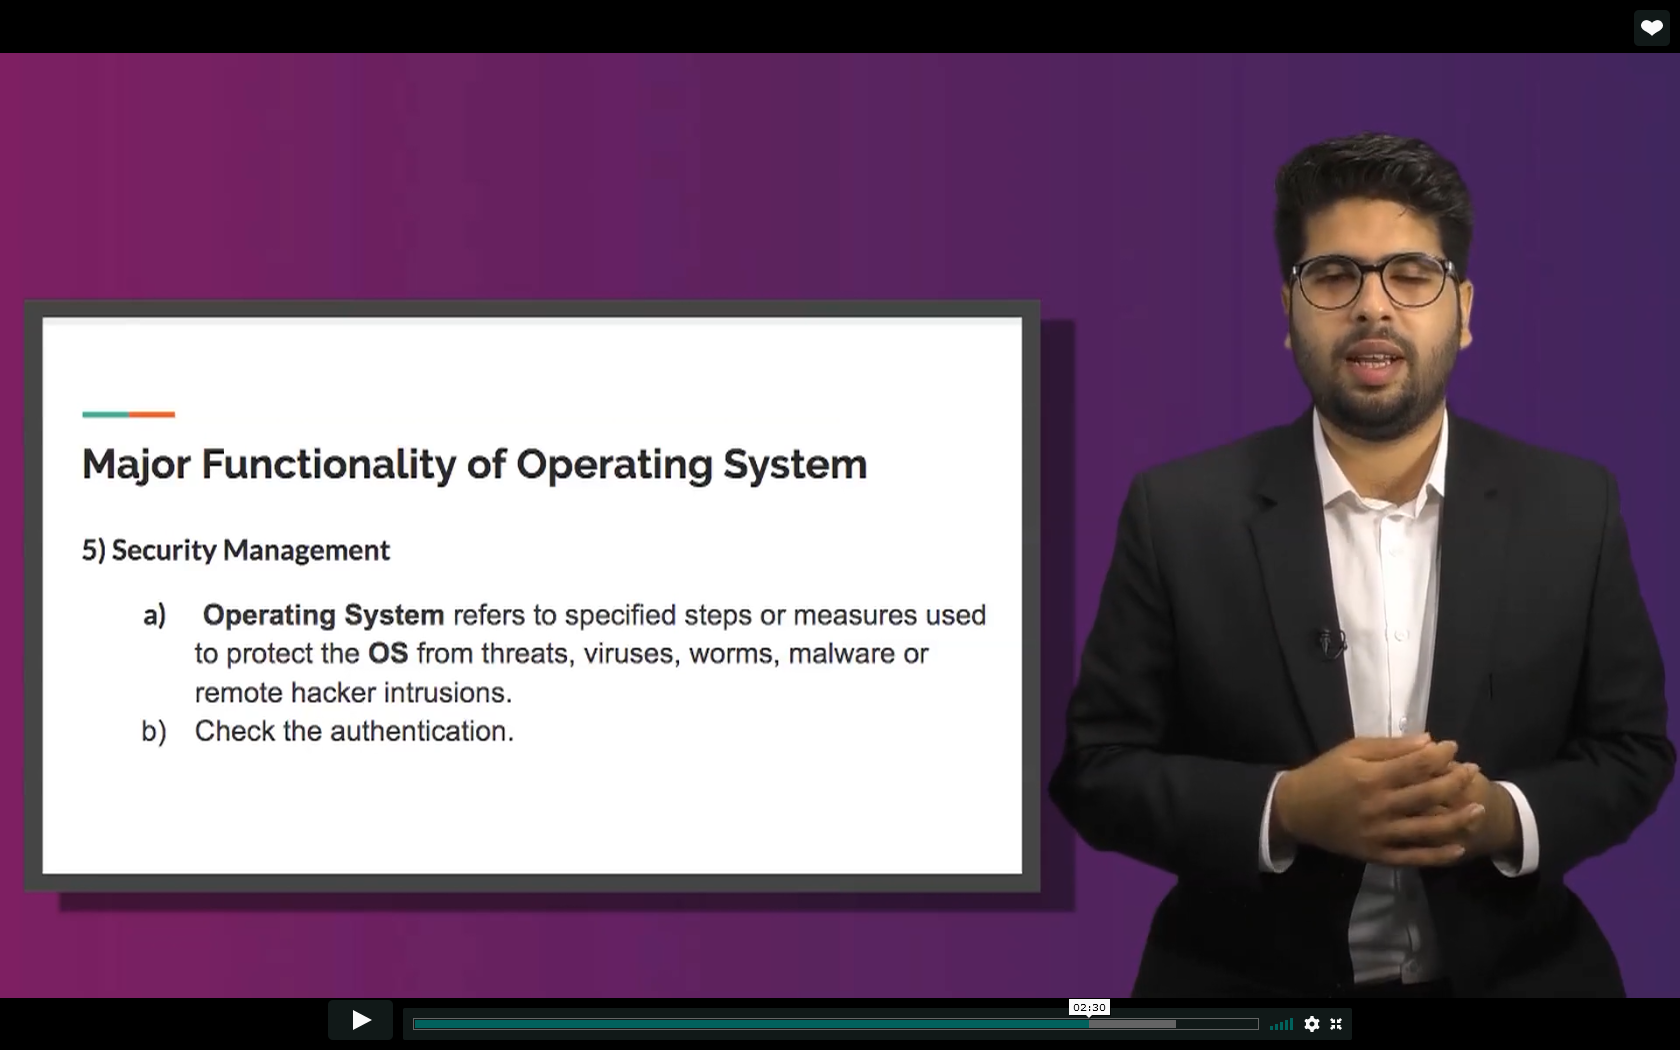 Major Functionality of Operating System
5) Security Management
a) Operating System refers to specified steps or measures used
to protect the OS from threats, viruses, worms, malware or
remote hacker intrusions.
b) Check the authentication.
02:30